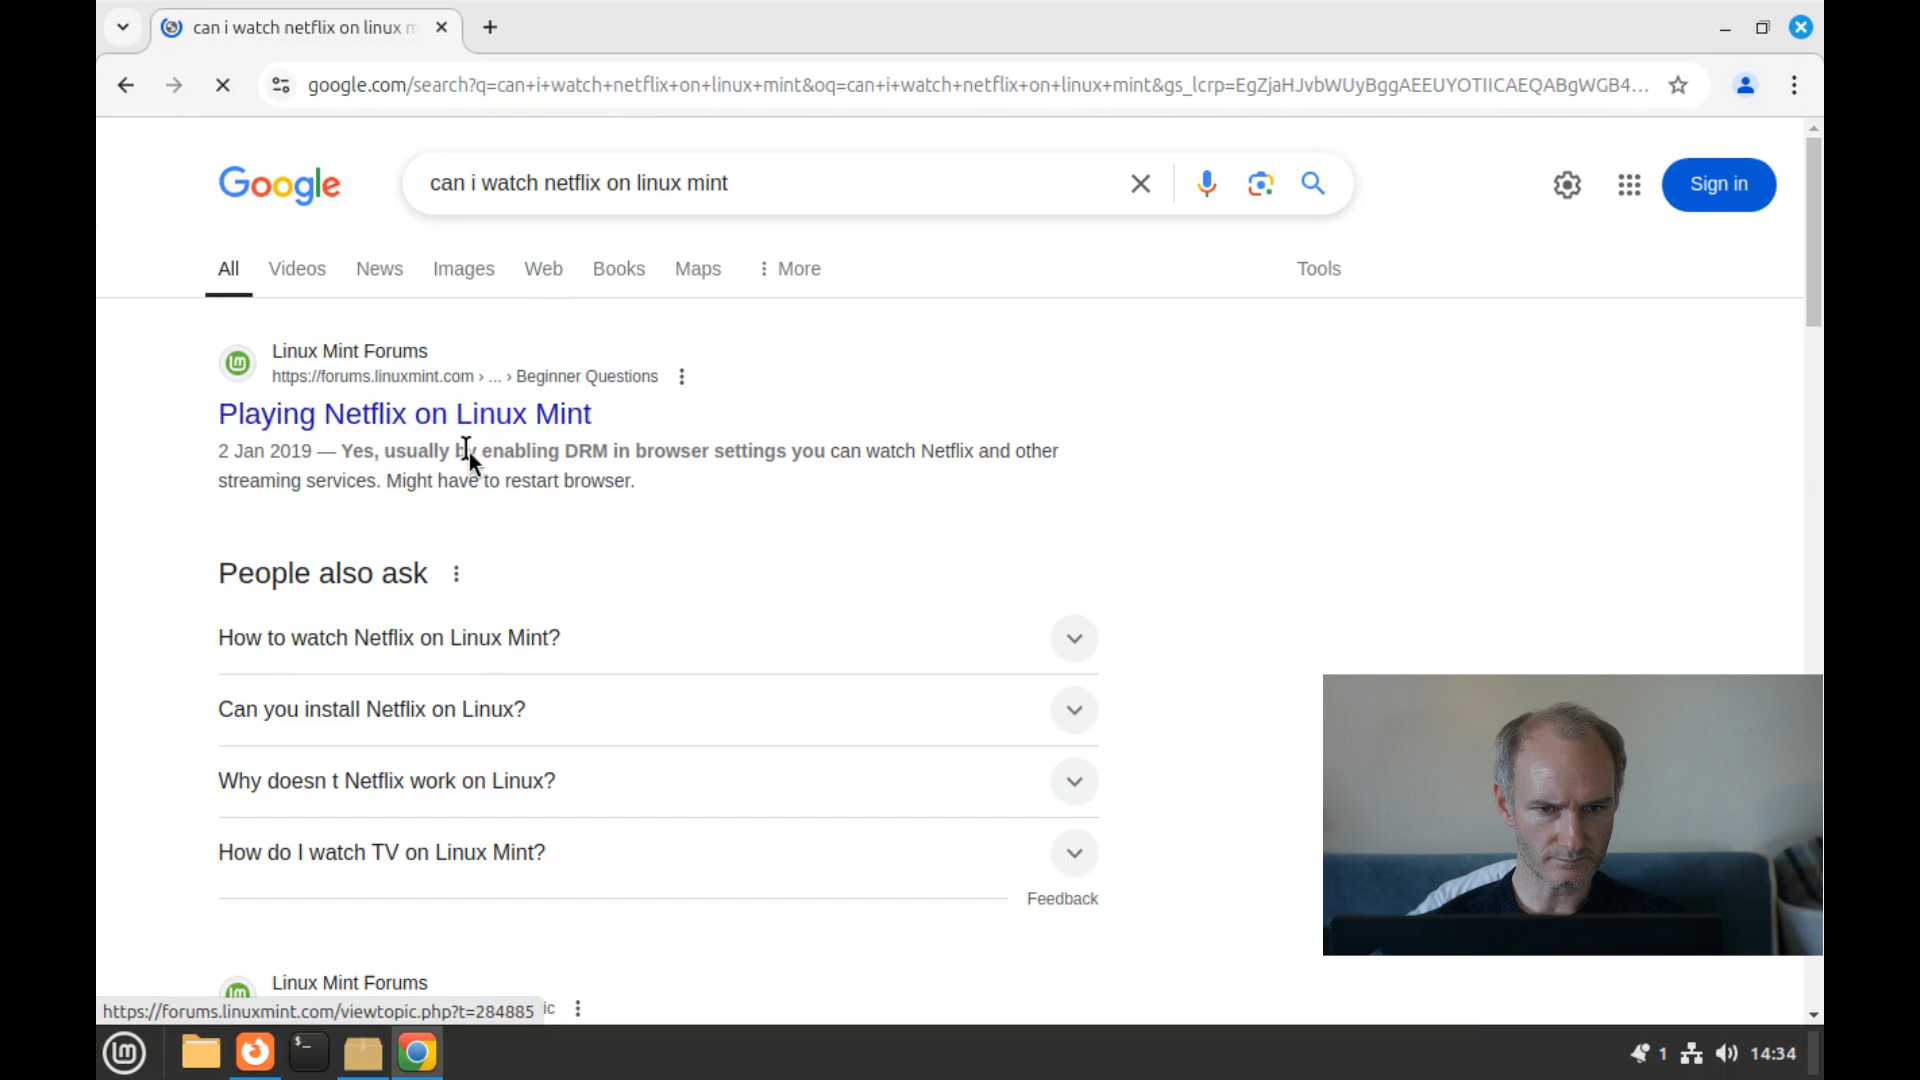 can i watch netflix on linux m
google.com/search?q=can+i+watch+netflix+on+linux+mint&oq=can+i+watch+netflix+on+linux+mint&gs_lcrp=EgZjaHJvbWUyBggAEEUYOTIICAEQABgWGB4...
Google
can i watch netflix on linux mint
Sign in
All Videos News Images Web Books Maps More Tools
Linux Mint Forums
https://forums.linuxmint.com › ... › Beginner Questions
Playing Netflix on Linux Mint
2 Jan 2019 — Yes, usually by enabling DRM in browser settings you can watch Netflix and other
streaming services. Might have to restart browser.
People also ask
How to watch Netflix on Linux Mint?
Can you install Netflix on Linux?
Why doesn t Netflix work on Linux?
How do I watch TV on Linux Mint?
Feedback
Linux Mint Forums
https://forums.linuxmint.com/viewtopic.php?t=284885 ic
1 14:34